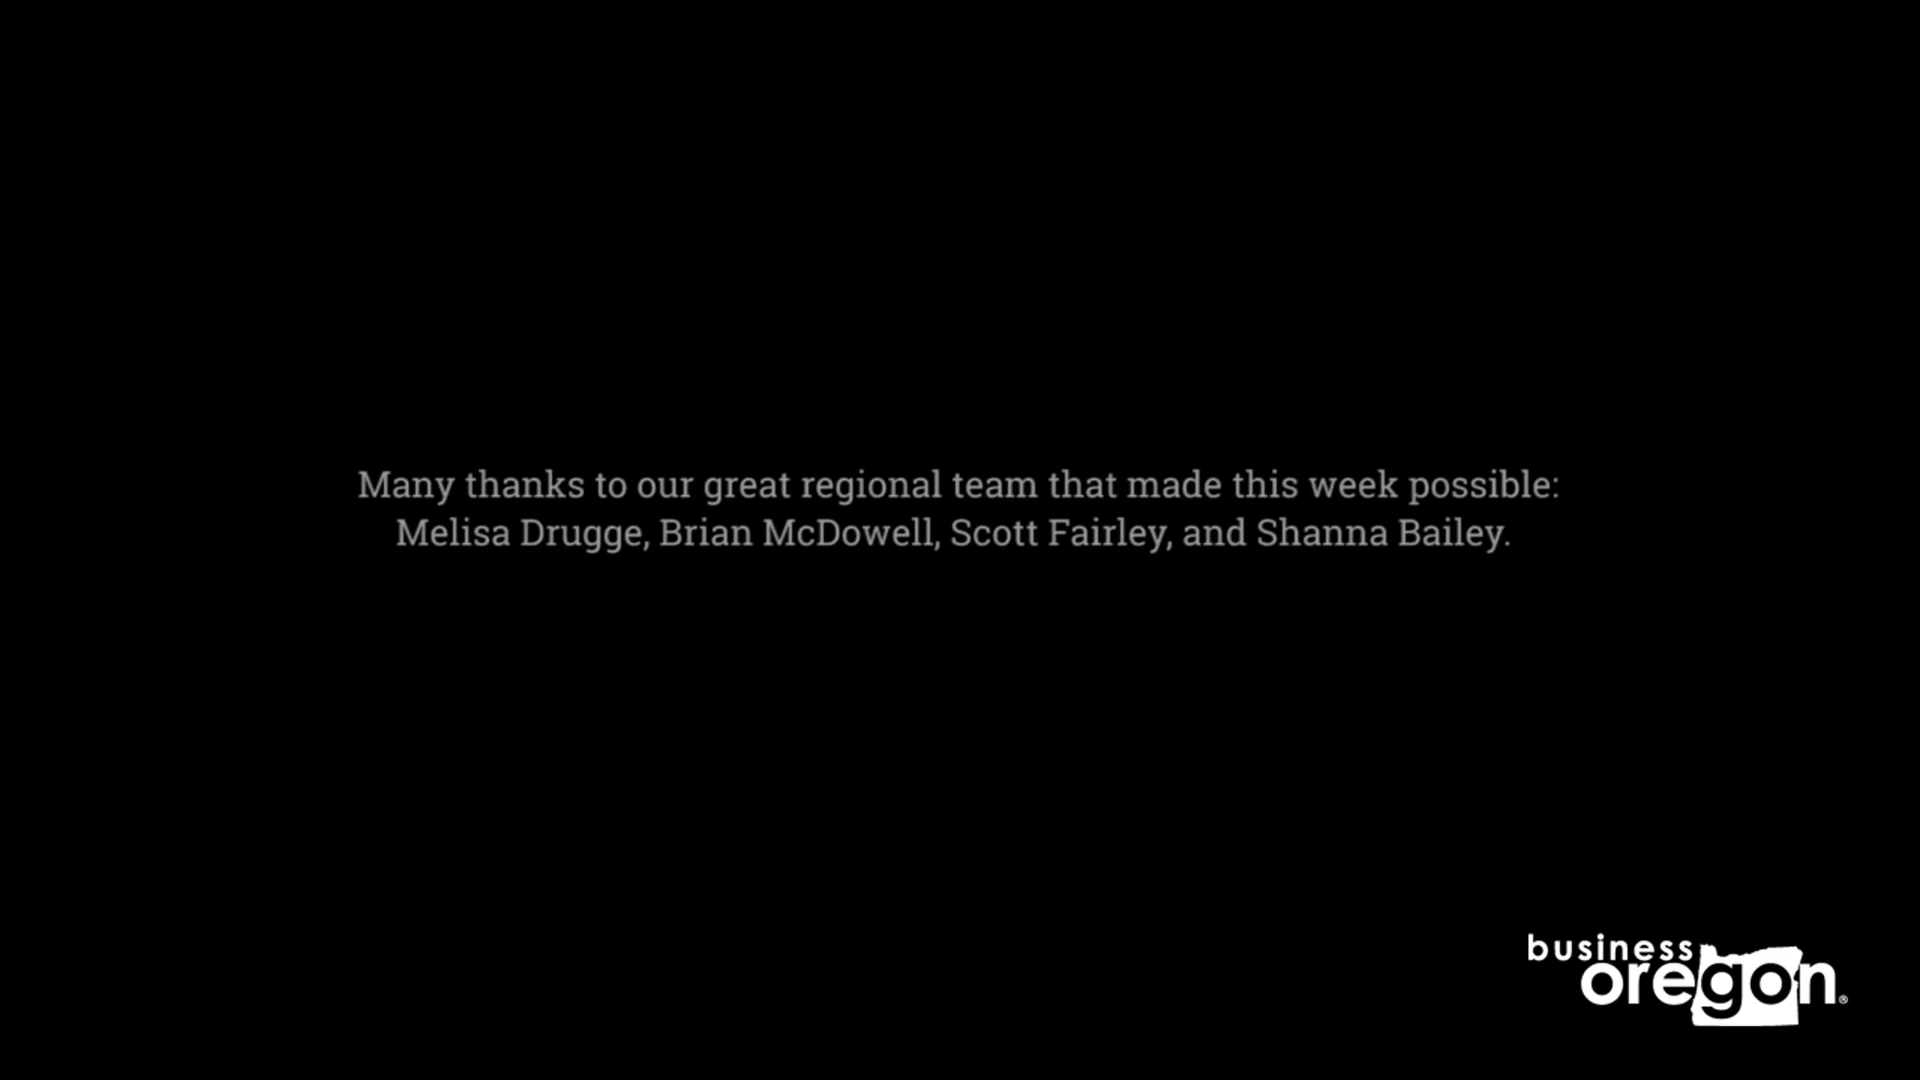 Many thanks to our great regional team that made this week possible:
Melisa Drugge, Brian McDowell, Scott Fairley, and Shanna Bailey.
business
oregon®